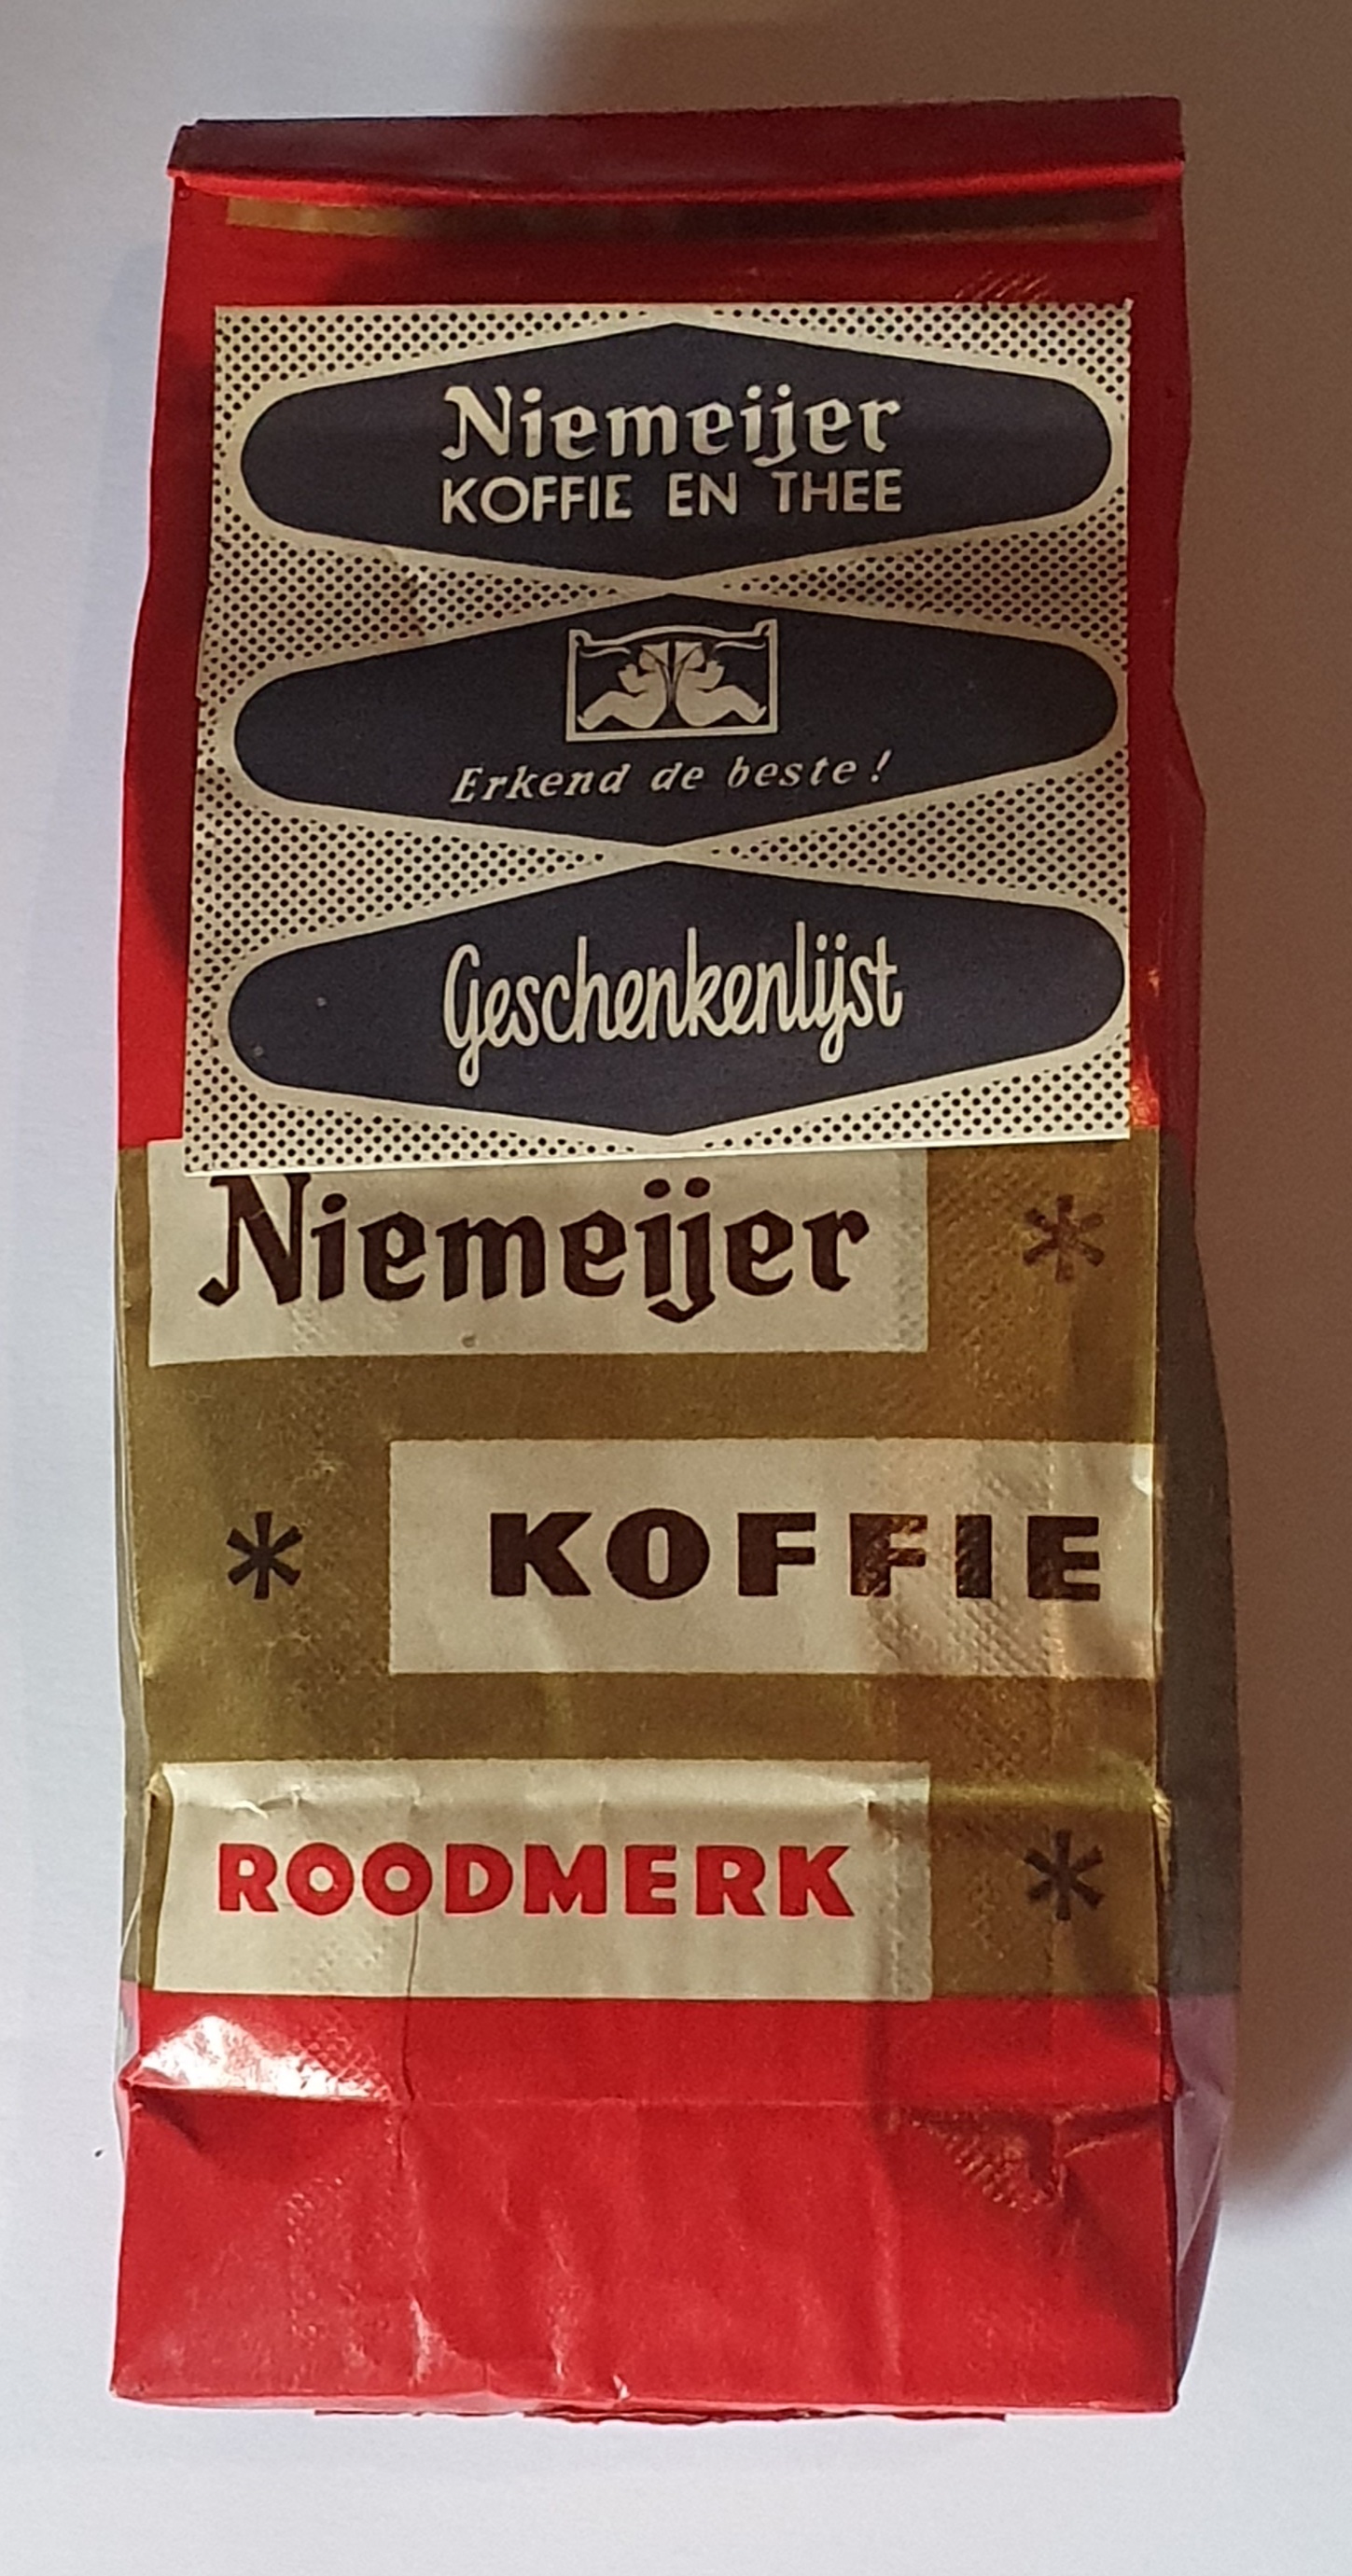 Niemeijer
KOFFIE EN THEE
Erkend de beste!
Geschenkenlijst
Niemeijer *
* KOFFIE
ROODMERK *